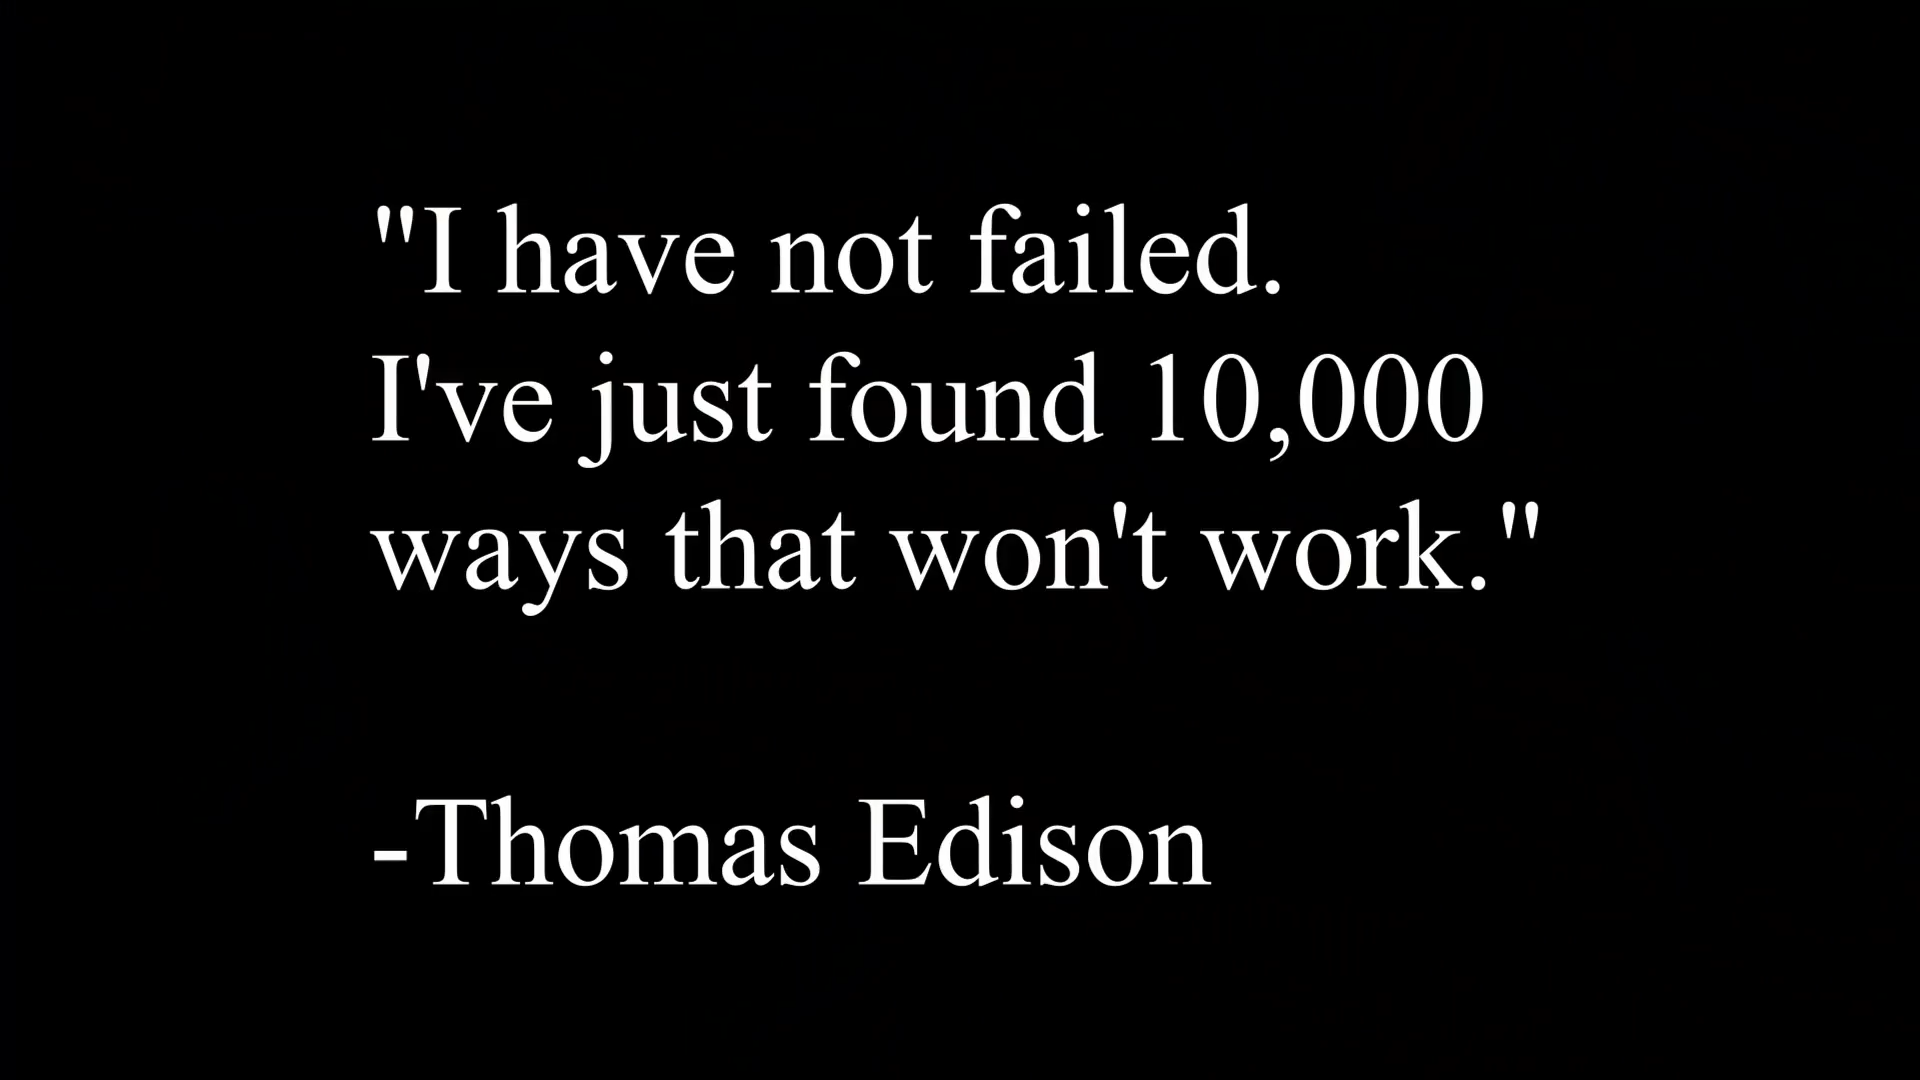 "I have not failed.
I've just found 10,000
ways that won't work."
-Thomas Edison